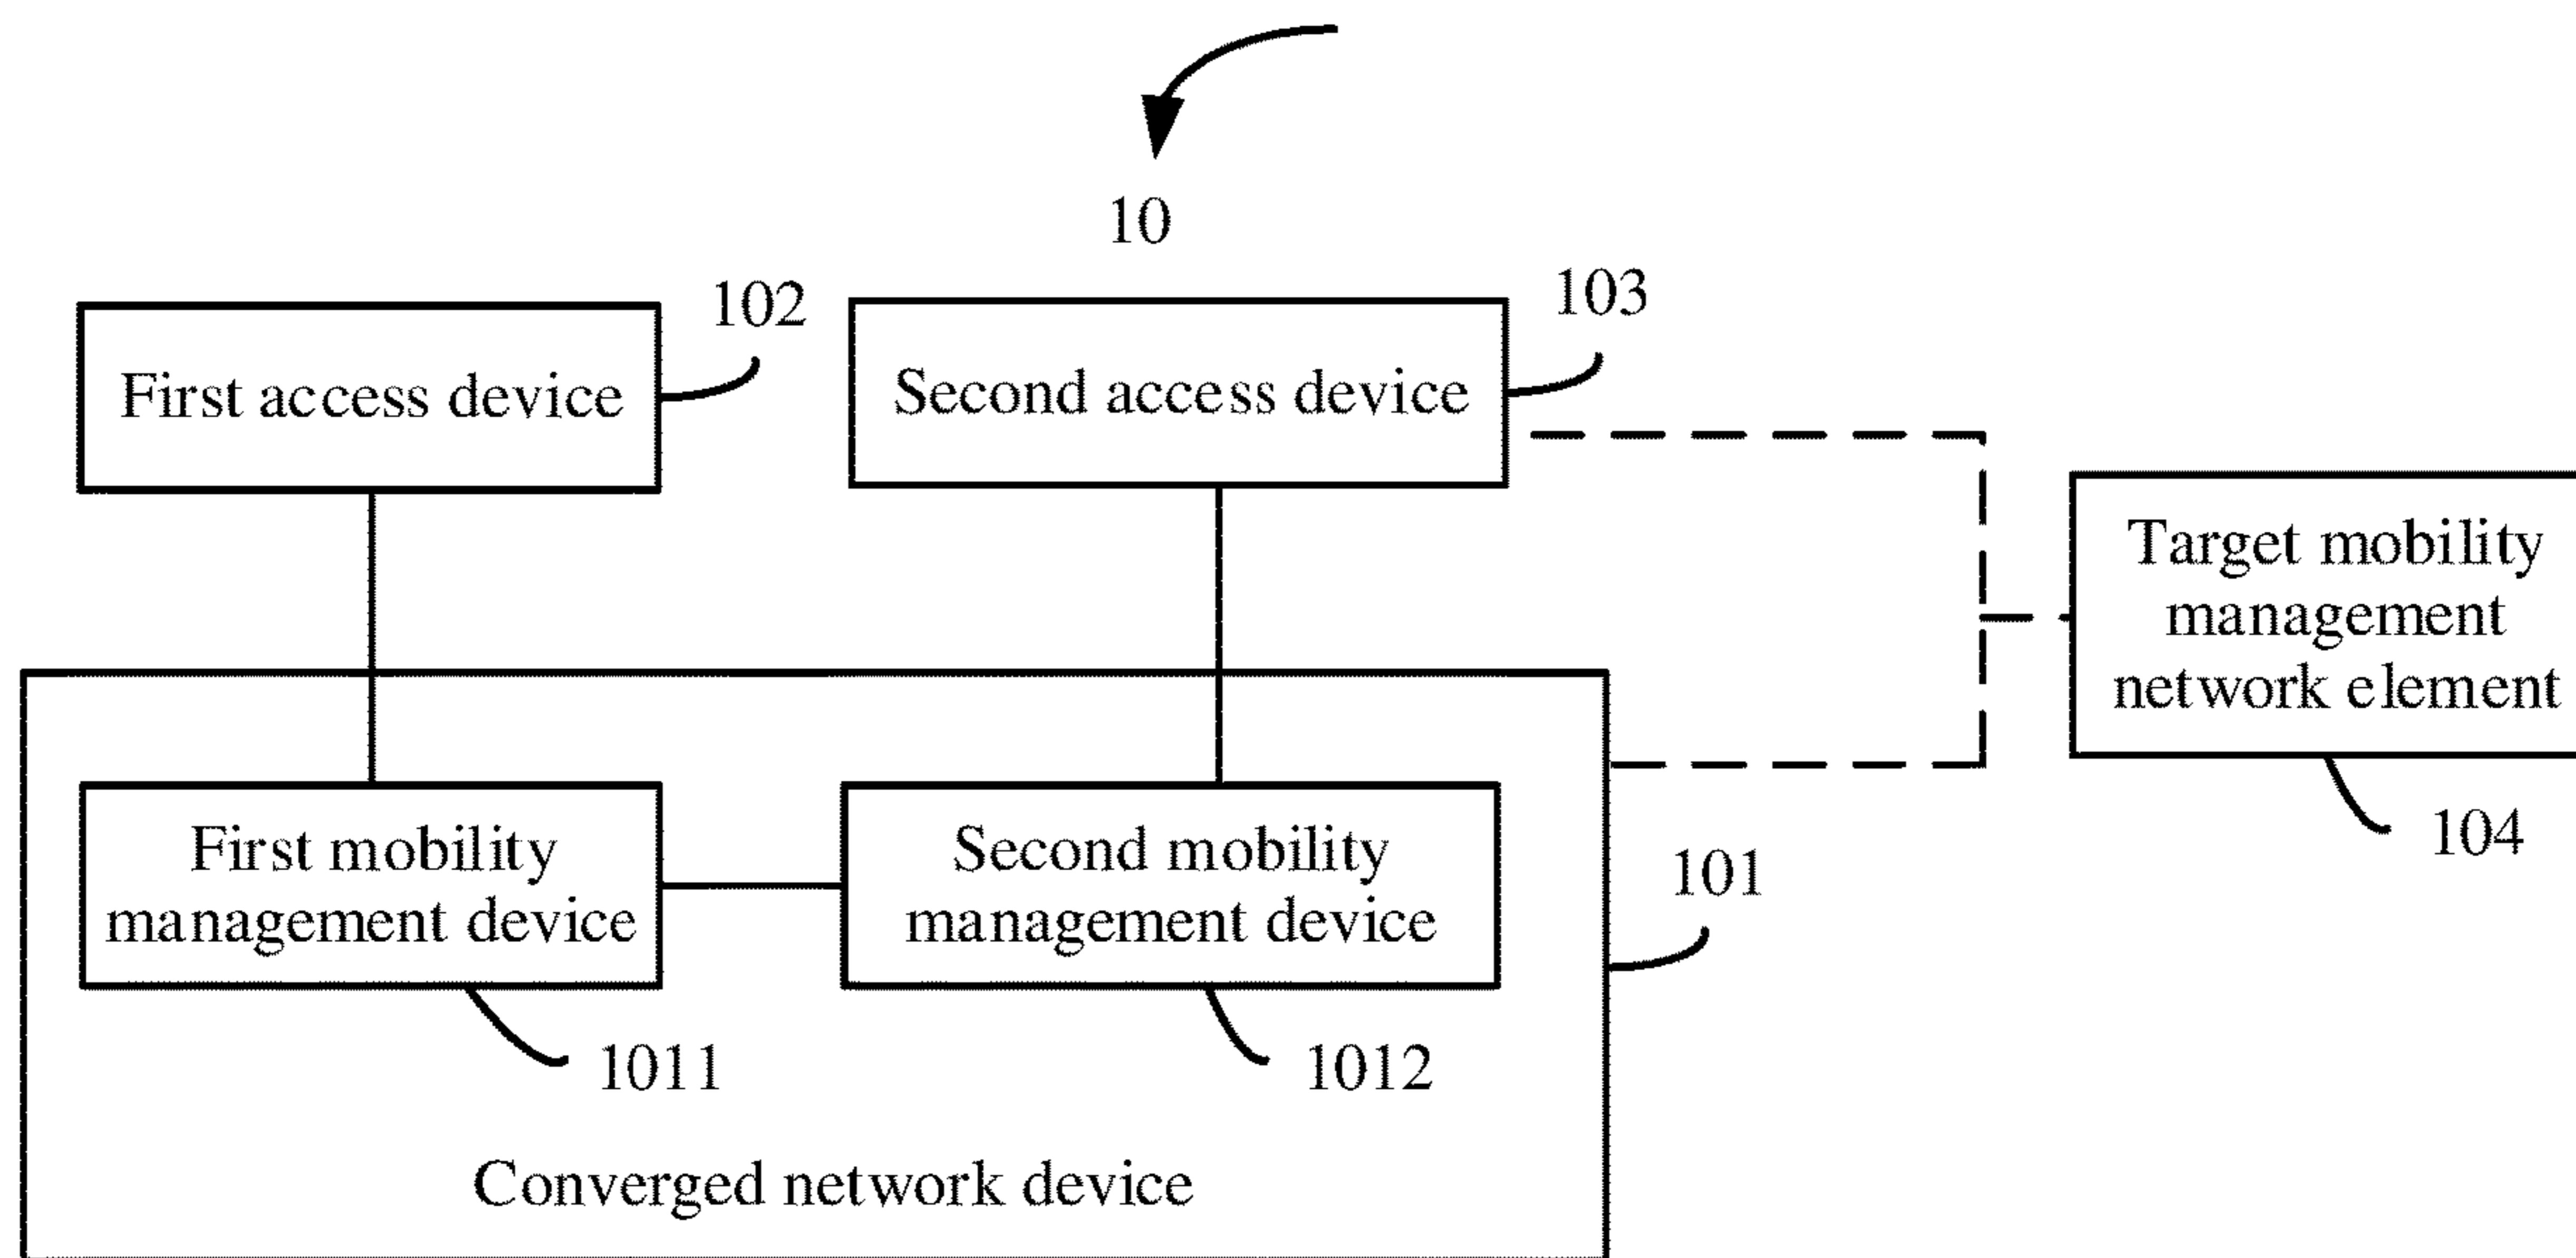 10
102
103
First access device
Second access device
Target mobility
management
network element
104
First mobility
management device
Second mobility
management device
101
1011
1012
Converged network device